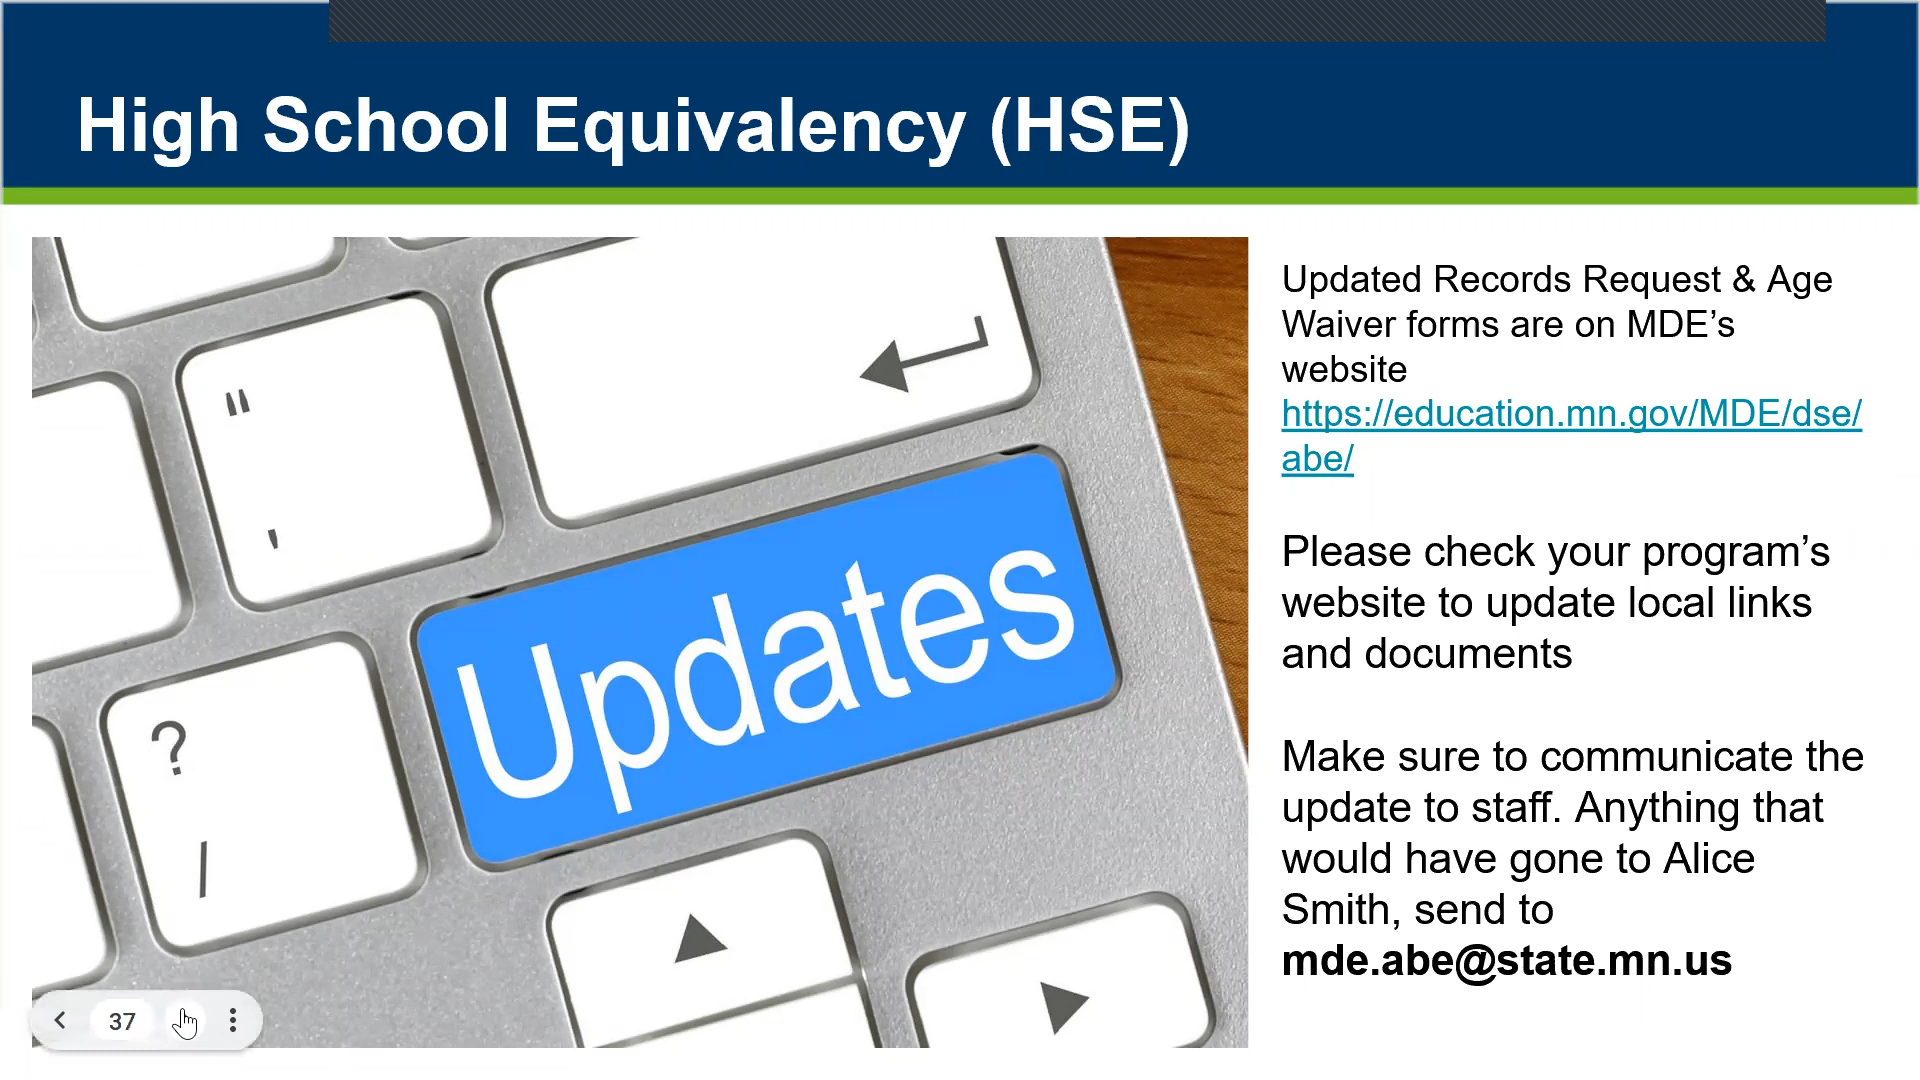 High School Equivalency (HSE)
Updated Records Request & Age
Waiver forms are on MDE’s
website
https://education.mn.gov/MDE/dse/
abe/
Please check your program’s
website to update local links
and documents
Make sure to communicate the
update to staff. Anything that
would have gone to Alice
Smith, send to
mde.abe@state.mn.us
"
'
Updates
?
/
37